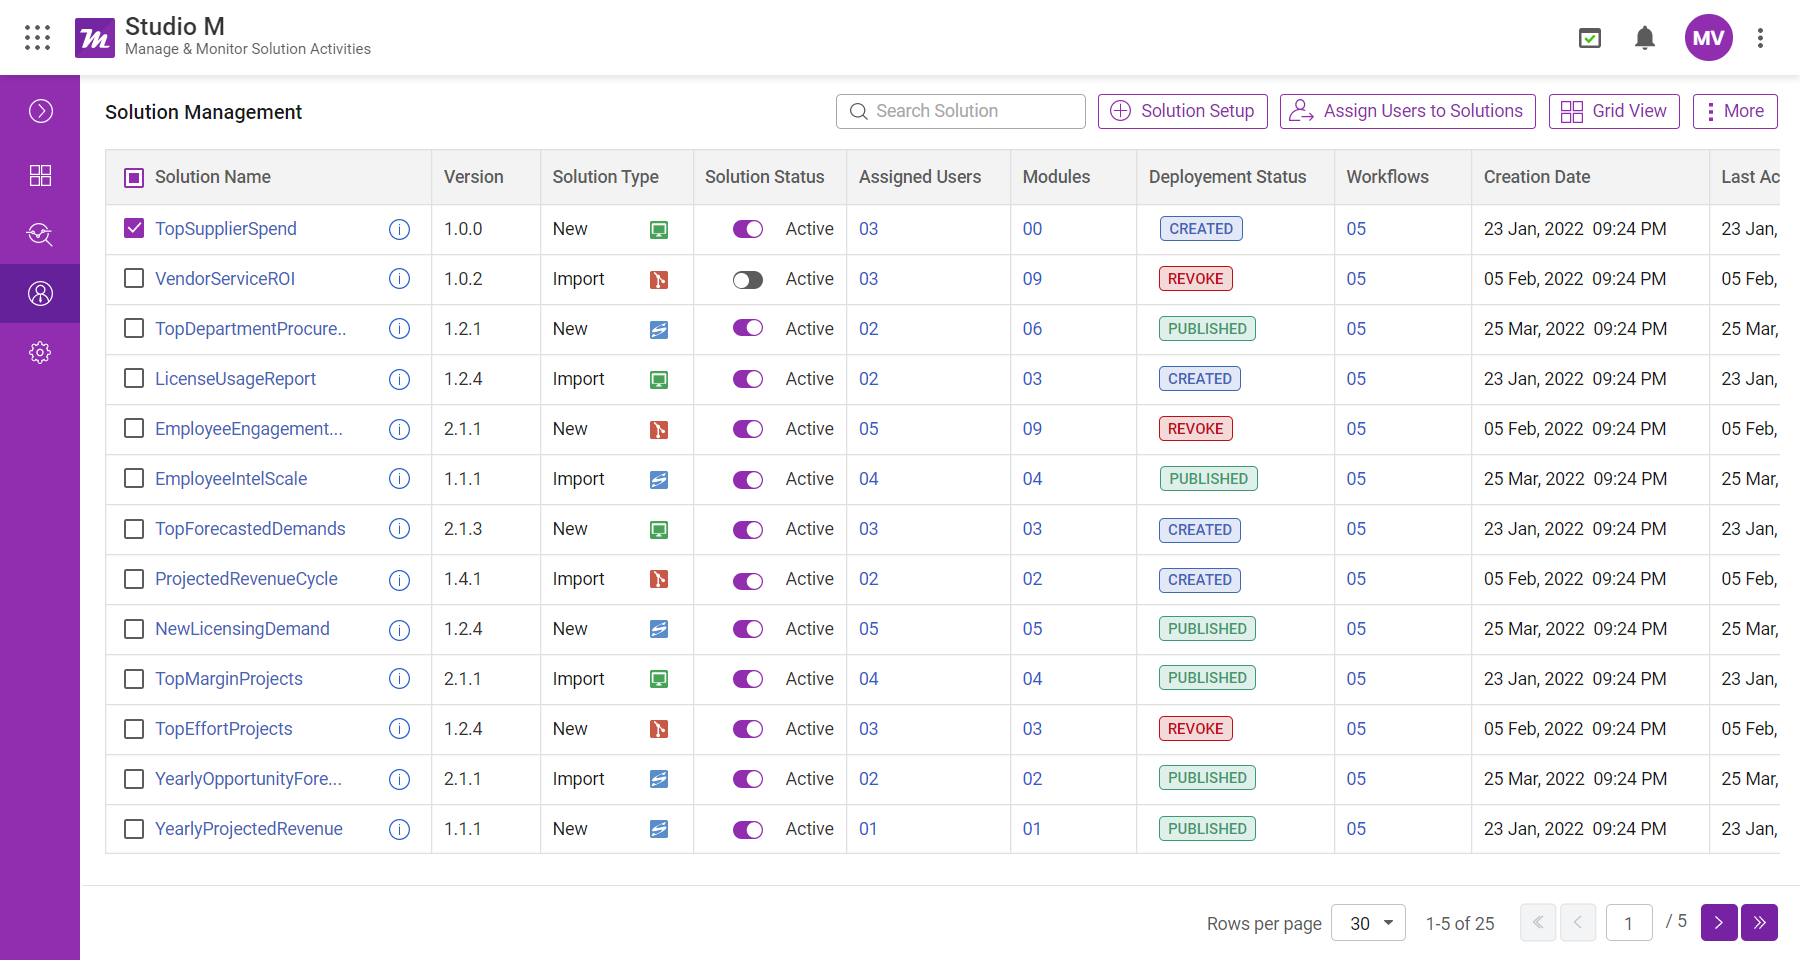 Studio M
Manage & Monitor Solution Activities
MV
Solution Management
Search Solution
Solution Setup
Assign Users to Solutions
Grid View
More
Solution Name Version Solution Type Solution Status Assigned Users Modules Deployement Status Workflows Creation Date Last Ac
TopSupplierSpend 1.0.0 New Active 03 00 CREATED 05 23 Jan, 2022 09:24 PM 23 Jan,
VendorServiceROI 1.0.2 Import Active 03 09 REVOKE 05 05 Feb, 2022 09:24 PM 05 Feb,
TopDepartmentProcure.. 1.2.1 New Active 02 06 PUBLISHED 05 25 Mar, 2022 09:24 PM 25 Mar,
LicenseUsageReport 1.2.4 Import Active 02 03 CREATED 05 23 Jan, 2022 09:24 PM 23 Jan,
EmployeeEngagement... 2.1.1 New Active 05 09 REVOKE 05 05 Feb, 2022 09:24 PM 05 Feb,
EmployeeIntelScale 1.1.1 Import Active 04 04 PUBLISHED 05 25 Mar, 2022 09:24 PM 25 Mar,
TopForecastedDemands 2.1.3 New Active 03 03 CREATED 05 23 Jan, 2022 09:24 PM 23 Jan,
ProjectedRevenueCycle 1.4.1 Import Active 02 02 CREATED 05 05 Feb, 2022 09:24 PM 05 Feb,
NewLicensingDemand 1.2.4 New Active 05 05 PUBLISHED 05 25 Mar, 2022 09:24 PM 25 Mar,
TopMarginProjects 2.1.1 Import Active 04 04 PUBLISHED 05 23 Jan, 2022 09:24 PM 23 Jan,
TopEffortProjects 1.2.4 New Active 03 03 REVOKE 05 05 Feb, 2022 09:24 PM 05 Feb,
YearlyOpportunityFore... 2.1.1 Import Active 02 02 PUBLISHED 05 25 Mar, 2022 09:24 PM 25 Mar,
YearlyProjectedRevenue 1.1.1 New Active 01 01 PUBLISHED 05 23 Jan, 2022 09:24 PM 23 Jan,
Rows per page 30 1-5 of 25 1 / 5